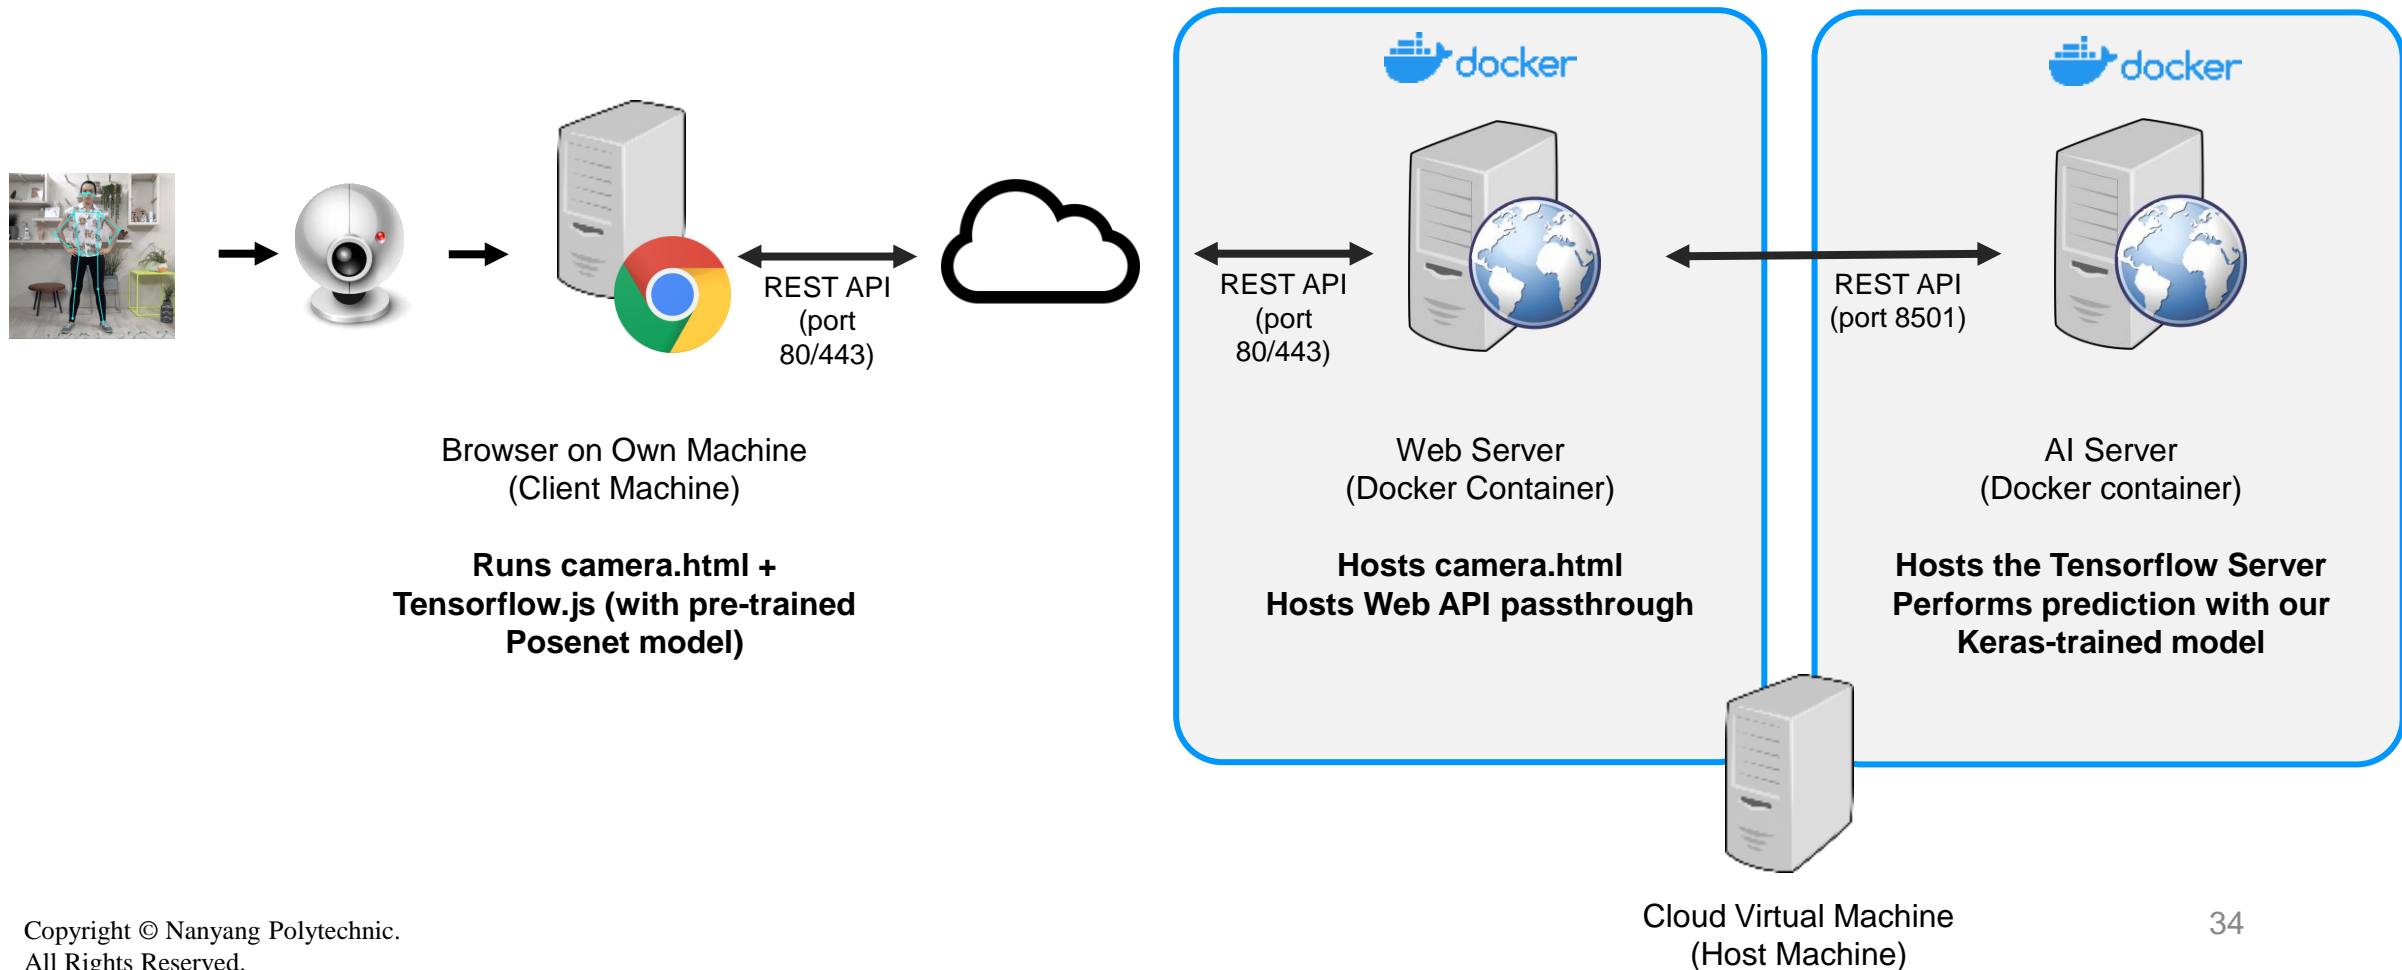 docker
docker
REST API
(port
80/443)
REST API
(port
80/443)
REST API
(port 8501)
Browser on Own Machine
(Client Machine)
Runs camera.html +
Tensorflow.js (with pre-trained
Posenet model)
Web Server
(Docker Container)
Hosts camera.html
Hosts Web API passthrough
AI Server
(Docker container)
Hosts the Tensorflow Server
Performs prediction with our
Keras-trained model
Cloud Virtual Machine
(Host Machine)
Copyright © Nanyang Polytechnic.
All Rights Reserved.
34